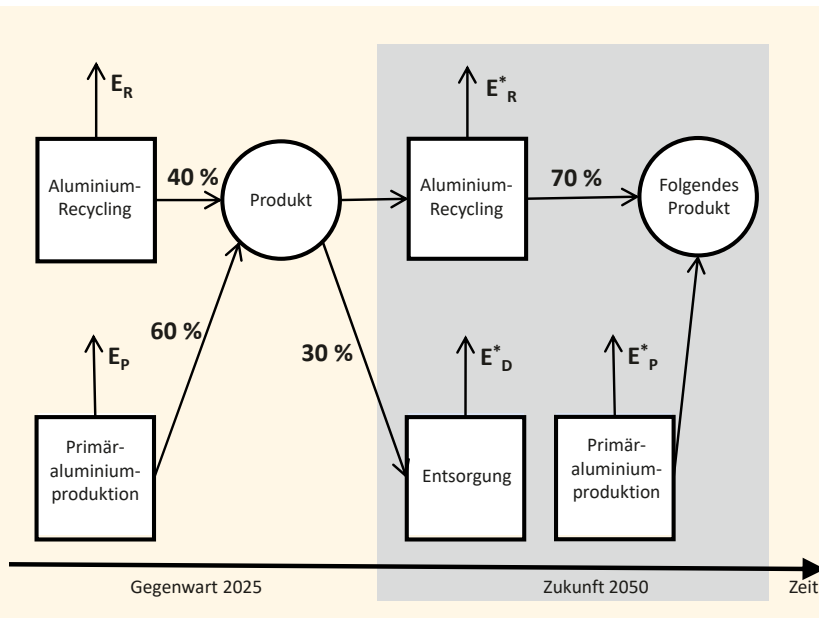 E_R
E*_R
40 %
70 %
Aluminium-
Recycling
Produkt
Aluminium-
Recycling
Folgendes
Produkt
60 %
30 %
E_P
E*_D
E*_P
Primär-
aluminium-
produktion
Entsorgung
Primär-
aluminium-
produktion
Gegenwart 2025
Zukunft 2050
Zeit